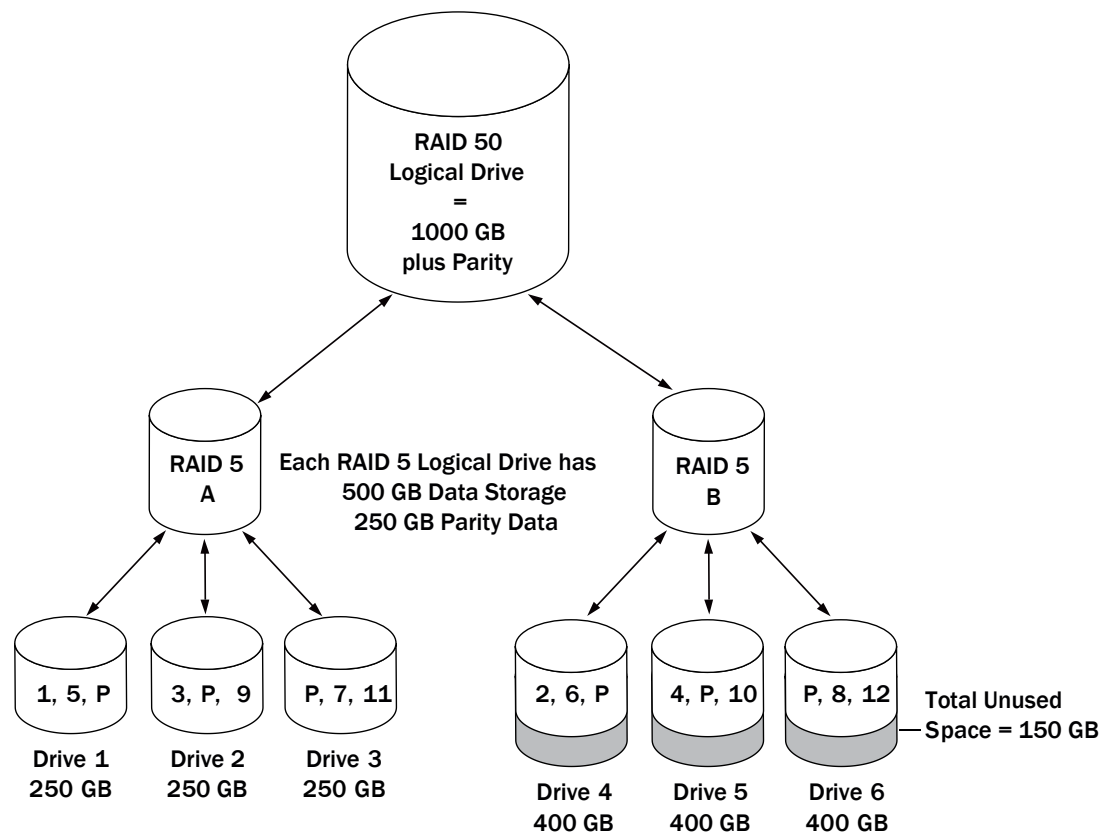 RAID 50
Logical Drive
=
1000 GB
plus Parity
RAID 5
A
Each RAID 5 Logical Drive has
500 GB Data Storage
250 GB Parity Data
RAID 5
B
1, 5, P
3, P, 9
P, 7, 11
2, 6, P
4, P, 10
P, 8, 12
Total Unused
Space = 150 GB
Drive 1
250 GB
Drive 2
250 GB
Drive 3
250 GB
Drive 4
400 GB
Drive 5
400 GB
Drive 6
400 GB